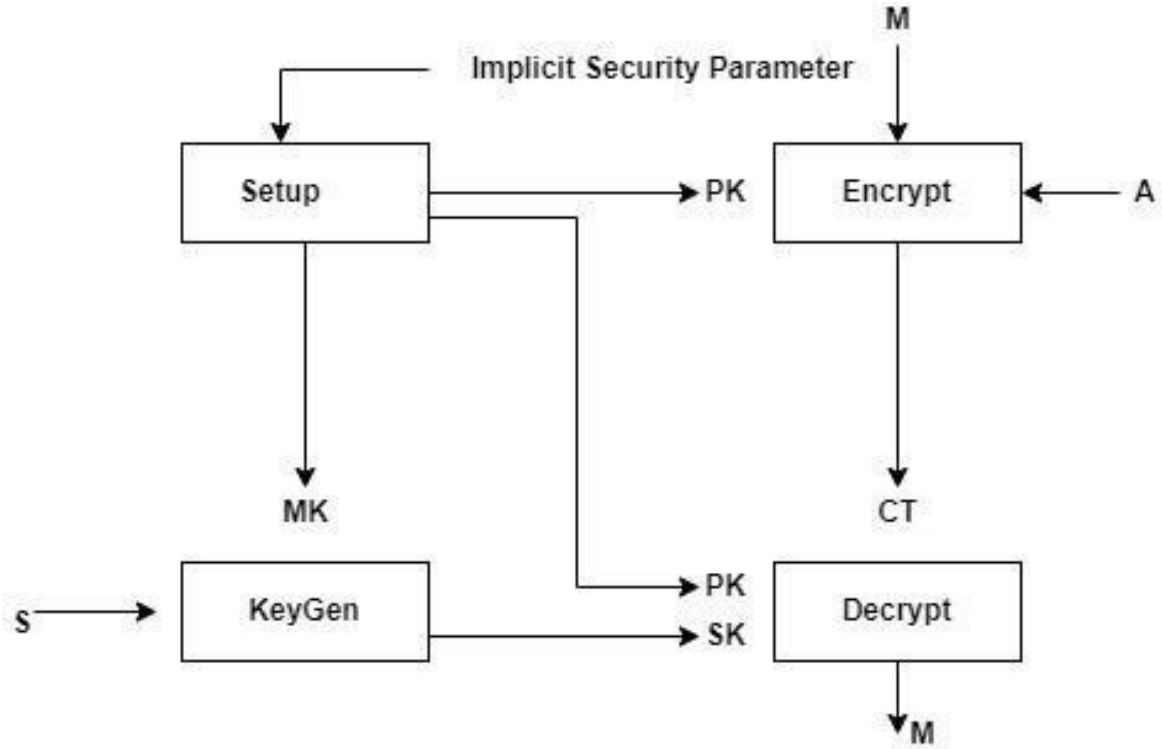 M
Implicit Security Parameter
Setup
PK
Encrypt
A
MK
CT
PK
S
KeyGen
Decrypt
SK
M